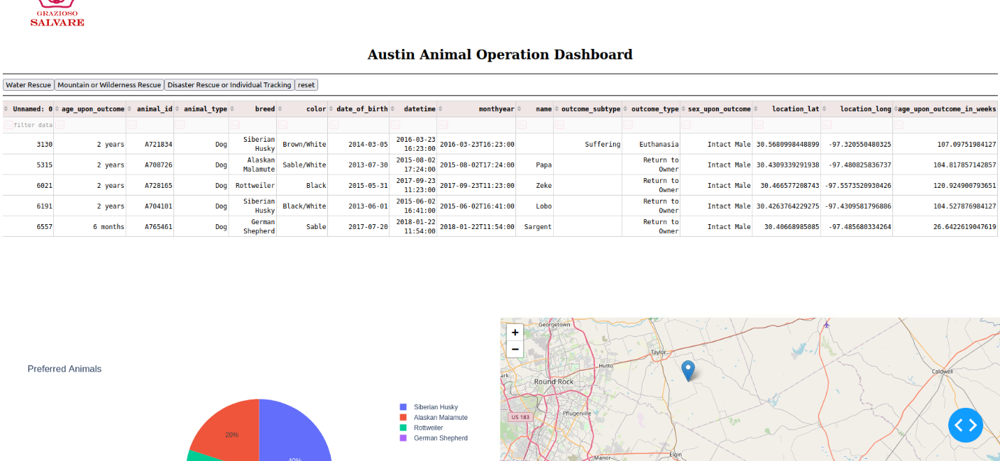 GRAZIOSO
SALVARE
Austin Animal Operation Dashboard
Water Rescue Mountain or Wilderness Rescue Disaster Rescue or Individual Tracking reset
Unnamed: 0 age_upon_outcome animal_id animal_type breed color date_of_birth datetime monthyear name outcome_subtype outcome_type sex_upon_outcome location_lat location_long age_upon_outcome_in_weeks
filter data
3130 2 years A721834 Dog Siberian Husky Brown/White 2014-03-05 2016-03-23 16:23:00 2016-03-23T16:23:00 Suffering Euthanasia Intact Male 30.5680998448899 -97.320550480325 107.09751984127
5315 2 years A708726 Dog Alaskan Malamute Sable/White 2013-07-30 2015-08-02 17:24:00 2015-08-02T17:24:00 Papa Return to Owner Intact Male 30.4309339291938 -97.480825836737 104.817857142857
6021 2 years A728165 Dog Rottweiler Black 2015-05-31 2017-09-23 11:23:00 2017-09-23T11:23:00 Zeke Return to Owner Intact Male 30.466577208743 -97.5573520930426 120.924900793651
6191 2 years A704101 Dog Siberian Husky Black/White 2013-06-01 2015-06-02 16:41:00 2015-06-02T16:41:00 Lobo Return to Owner Intact Male 30.4263764229275 -97.4309581796886 104.527876984127
6557 6 months A765461 Dog German Shepherd Sable 2017-07-20 2018-01-22 11:54:00 2018-01-22T11:54:00 Sargent Return to Owner Intact Male 30.40668985085 -97.485680334264 26.6422619047619
Preferred Animals
20%
40%
Siberian Husky
Alaskan Malamute
Rottweiler
German Shepherd
+
−
Georgetown
Taylor
Hutto
Caldwell
ark
Round Rock
Pflugerville
US 183
Manor
Elgin